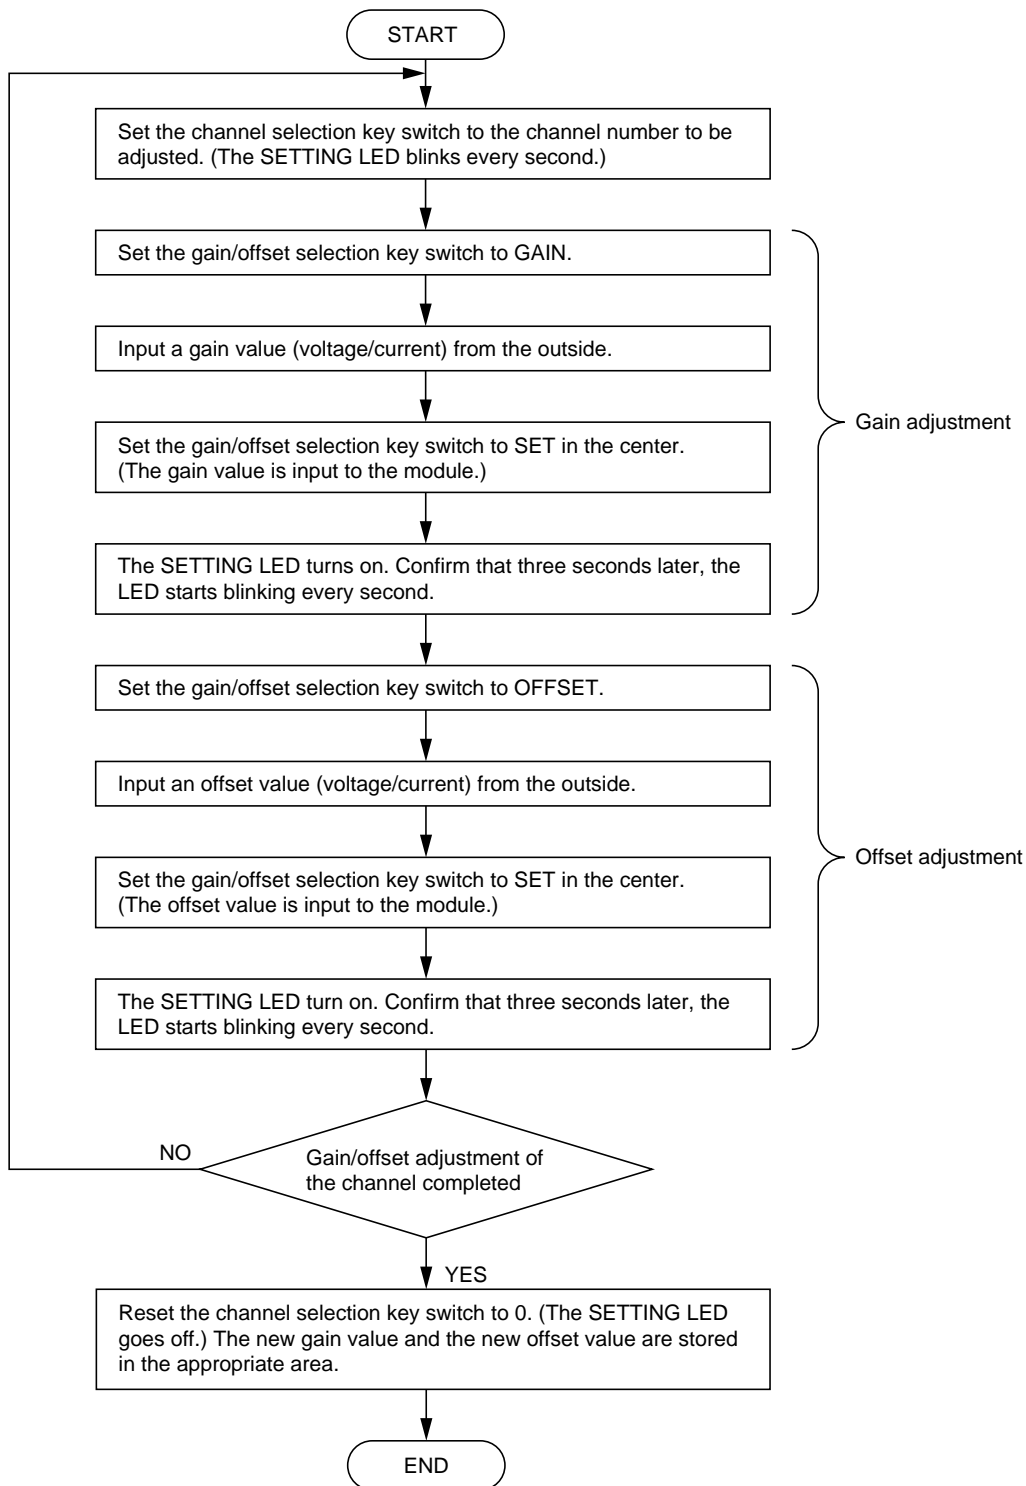 START
Set the channel selection key switch to the channel number to be
adjusted. (The SETTING LED blinks every second.)
Set the gain/offset selection key switch to GAIN.
Input a gain value (voltage/current) from the outside.
Set the gain/offset selection key switch to SET in the center.
(The gain value is input to the module.)
Gain adjustment
The SETTING LED turns on. Confirm that three seconds later, the
LED starts blinking every second.
Set the gain/offset selection key switch to OFFSET.
Input an offset value (voltage/current) from the outside.
Set the gain/offset selection key switch to SET in the center.
(The offset value is input to the module.)
Offset adjustment
The SETTING LED turn on. Confirm that three seconds later, the
LED starts blinking every second.
NO
Gain/offset adjustment of
the channel completed
YES
Reset the channel selection key switch to 0. (The SETTING LED
goes off.) The new gain value and the new offset value are stored
in the appropriate area.
END